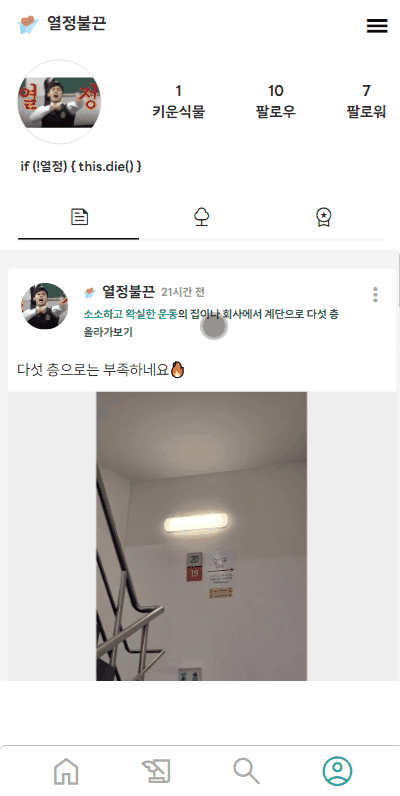 열정불끈
열 정
1
키운식물
10
팔로우
7
팔로워
if (!열정) { this.die() }
열정불끈 21시간 전
소소하고 확실한 운동의 집이나 회사에서 계단으로 다섯 층
올라가보기
다섯 층으로는 부족하네요🔥
20
19